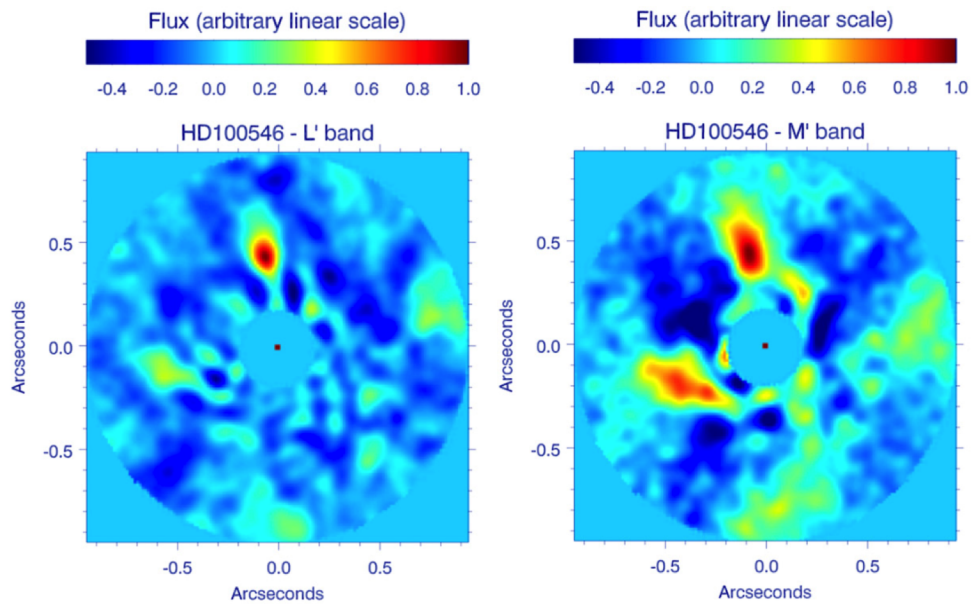 Flux (arbitrary linear scale)
-0.4 -0.2 0.0 0.2 0.4 0.6 0.8 1.0
HD100546 - L' band
0.5
0.0
-0.5
Arcseconds
-0.5 0.0 0.5
Arcseconds
Flux (arbitrary linear scale)
-0.4 -0.2 0.0 0.2 0.4 0.6 0.8 1.0
HD100546 - M' band
0.5
0.0
-0.5
Arcseconds
-0.5 0.0 0.5
Arcseconds